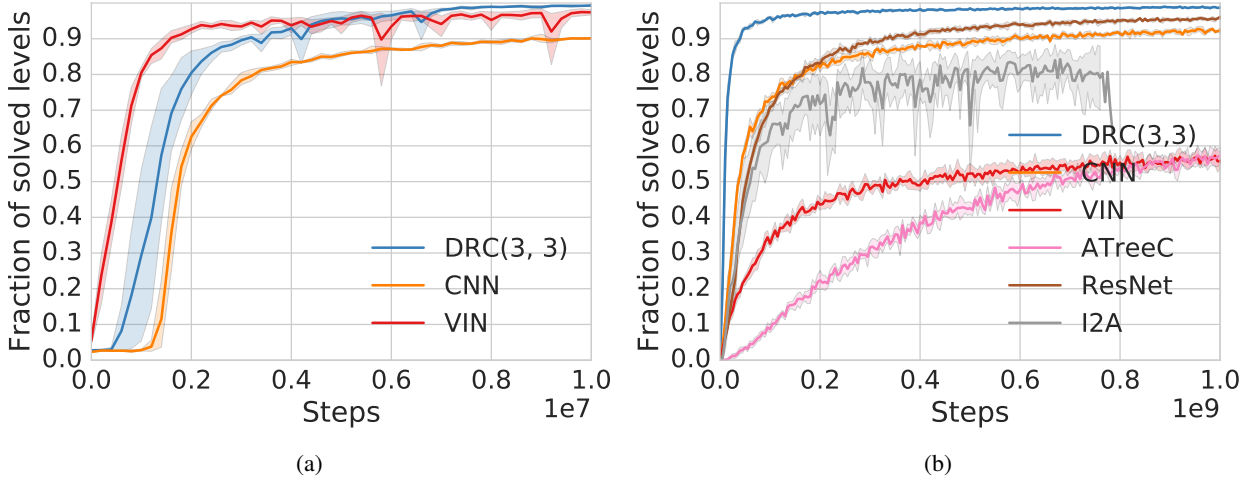 Fraction of solved levels
0.9
0.8
0.7
0.6
0.5
0.4
0.3
0.2
0.1
0.0
0.0 0.2 0.4 0.6 0.8 1.0
Steps
1e7
DRC(3, 3)
CNN
VIN
(a)
Fraction of solved levels
0.9
0.8
0.7
0.6
0.5
0.4
0.3
0.2
0.1
0.0
0.0 0.2 0.4 0.6 0.8 1.0
Steps
1e9
DRC(3,3)
CNN
VIN
ATreeC
ResNet
I2A
(b)